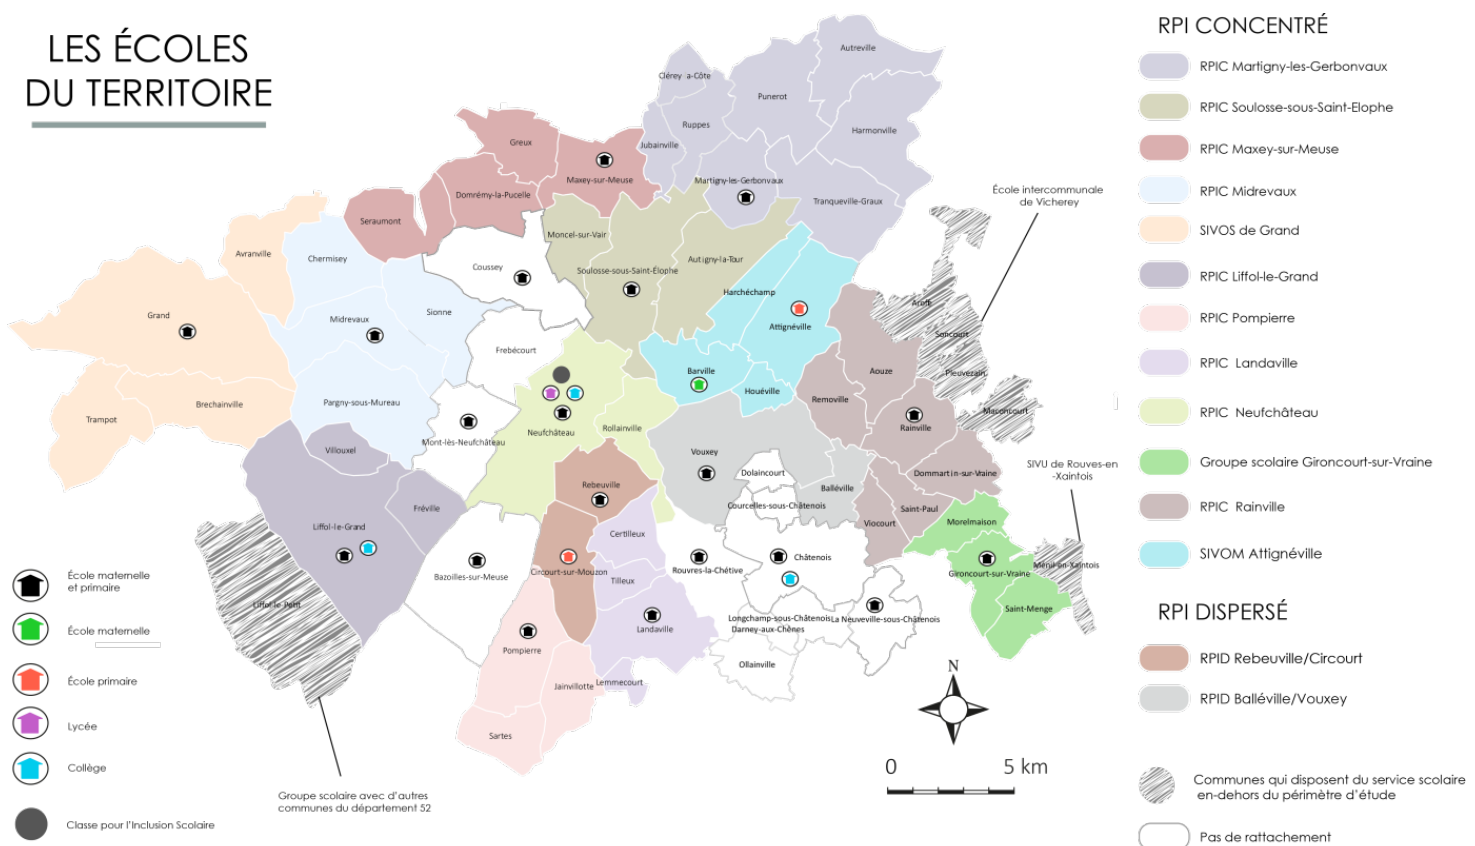 LES ÉCOLES
DU TERRITOIRE
Clérey a-Côte
Autreville
Punerot
Ruppes
Harmonville
Jubainville
Greux
Maxey-sur-Meuse
Martigny-les-Gerbonvaux
Domrémy-la-Pucelle
Tranqueville-Graux
Seraumont
Moncel-sur-Vair
Avranville
Chermisey
Coussey
Soulosse-sous-Saint-Élophe
Autigny-la-Tour
Harchéchamp
Attignéville
Grand
Midrevaux
Sionne
Frebécourt
École intercommunale
de Vicherey
Aroffe
Soncourt
Pleuvezain
Maconcourt
Barville
Houéville
Aouze
Removille
Rainville
Trampot
Brechainville
Pargny-sous-Mureau
Mont-lès-Neufchâteau
Neufchâteau
Rollainville
Villouxel
Vouxey
Dolaincourt
Balléville
Courcelles-sous-Châtenois
Dommartin-sur-Vraine
SIVU de Rouves-en
-Xaintois
Rebeuville
Fréville
Liffol-le-Grand
Saint-Paul
Viocourt
Morelmaison
Certilleux
Bazoilles-sur-Meuse
Circourt-sur-Mouzon
Rouvres-la-Chétive
Châtenois
Gironcourt-sur-Vraine
Ménil-en-Xaintois
Tilleux
Saint-Menge
Liffol-le-Petit
Landaville
Longchamp-sous-Châtenois
La Neuveville-sous-Châtenois
Darney-aux-Chênes
Pompierre
Ollainville
Jainvillotte
Lemmecourt
Sartes
Groupe scolaire avec d'autres
communes du département 52
École maternelle
et primaire
École maternelle
École primaire
Lycée
Collège
Classe pour l'Inclusion Scolaire
N
0 5 km
RPI CONCENTRÉ
RPIC Martigny-les-Gerbonvaux
RPIC Soulosse-sous-Saint-Elophe
RPIC Maxey-sur-Meuse
RPIC Midrevaux
SIVOS de Grand
RPIC Liffol-le-Grand
RPIC Pompierre
RPIC Landaville
RPIC Neufchâteau
Groupe scolaire Gironcourt-sur-Vraine
RPIC Rainville
SIVOM Attignéville
RPI DISPERSÉ
RPID Rebeuville/Circourt
RPID Balléville/Vouxey
Communes qui disposent du service scolaire
en-dehors du périmètre d'étude
Pas de rattachement